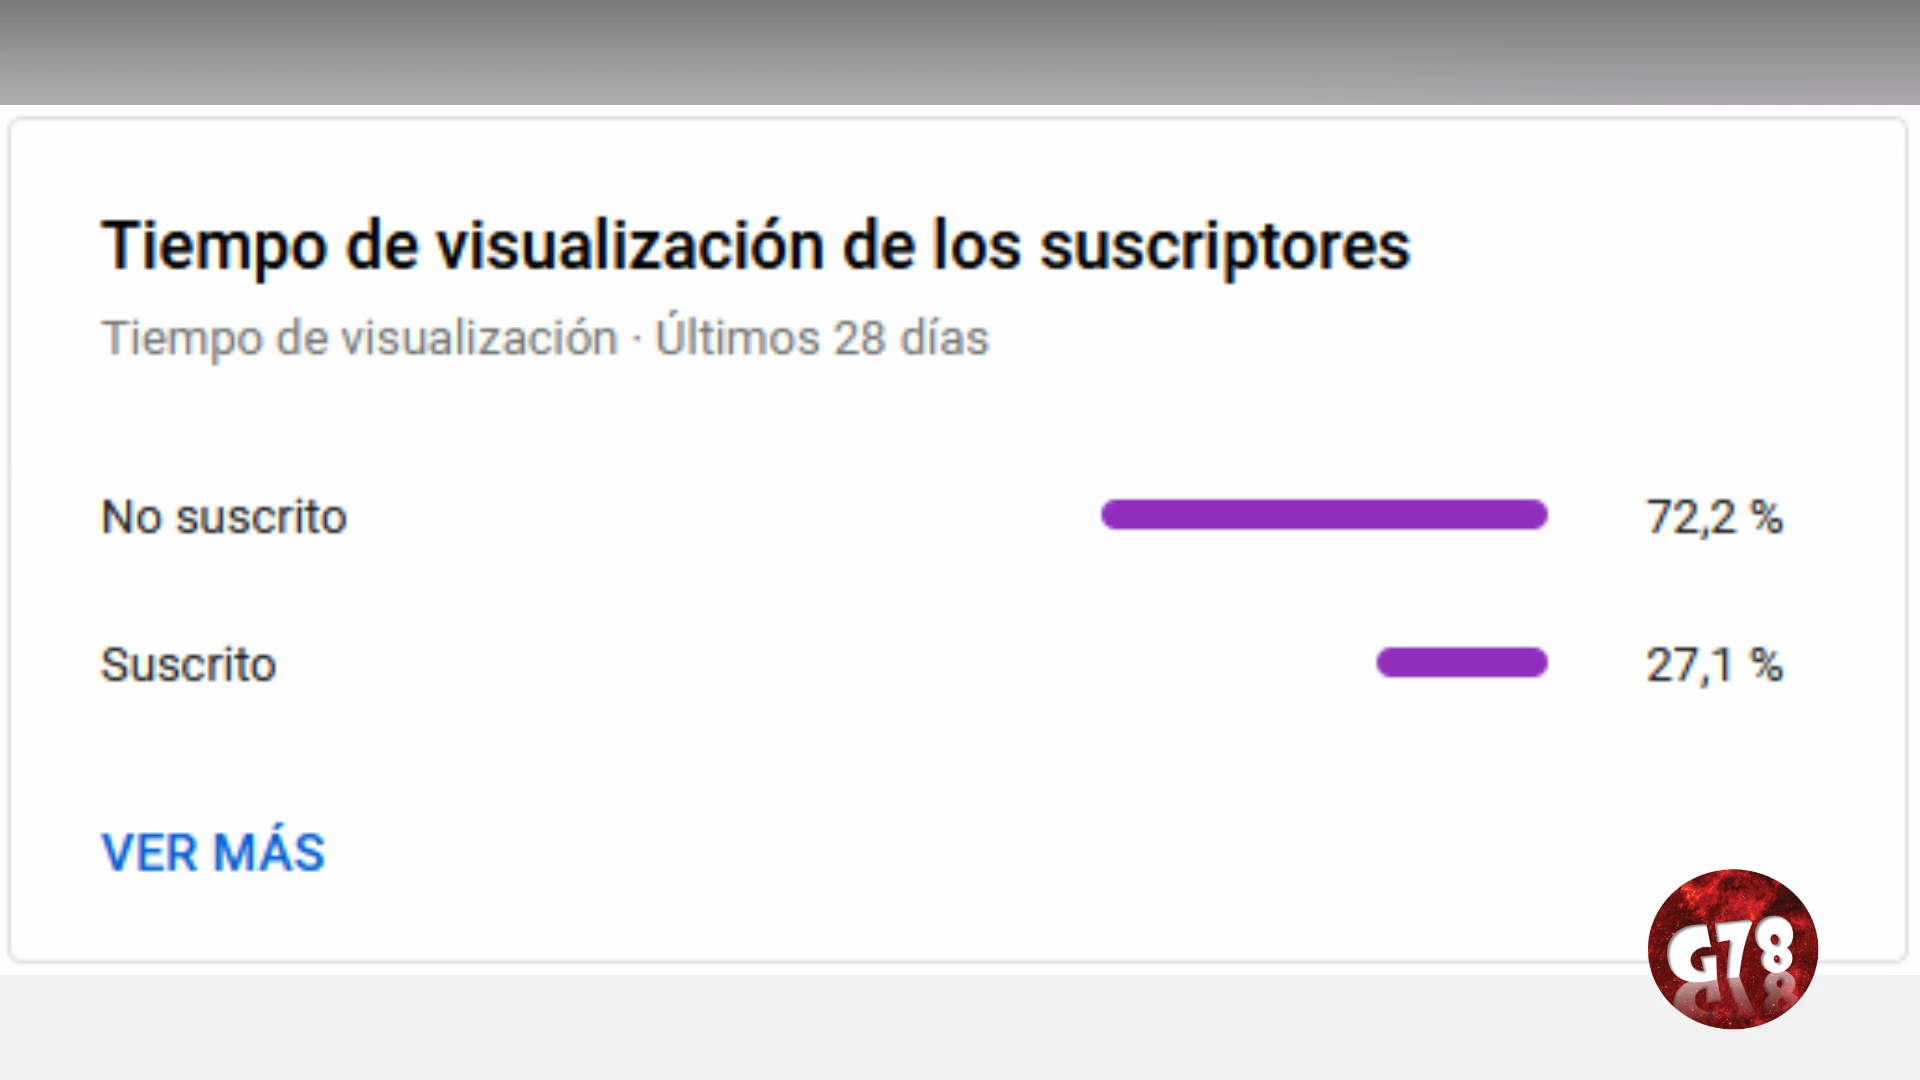 Tiempo de visualización de los suscriptores
Tiempo de visualización · Últimos 28 días
No suscrito 72,2 %
Suscrito 27,1 %
VER MÁS
G78